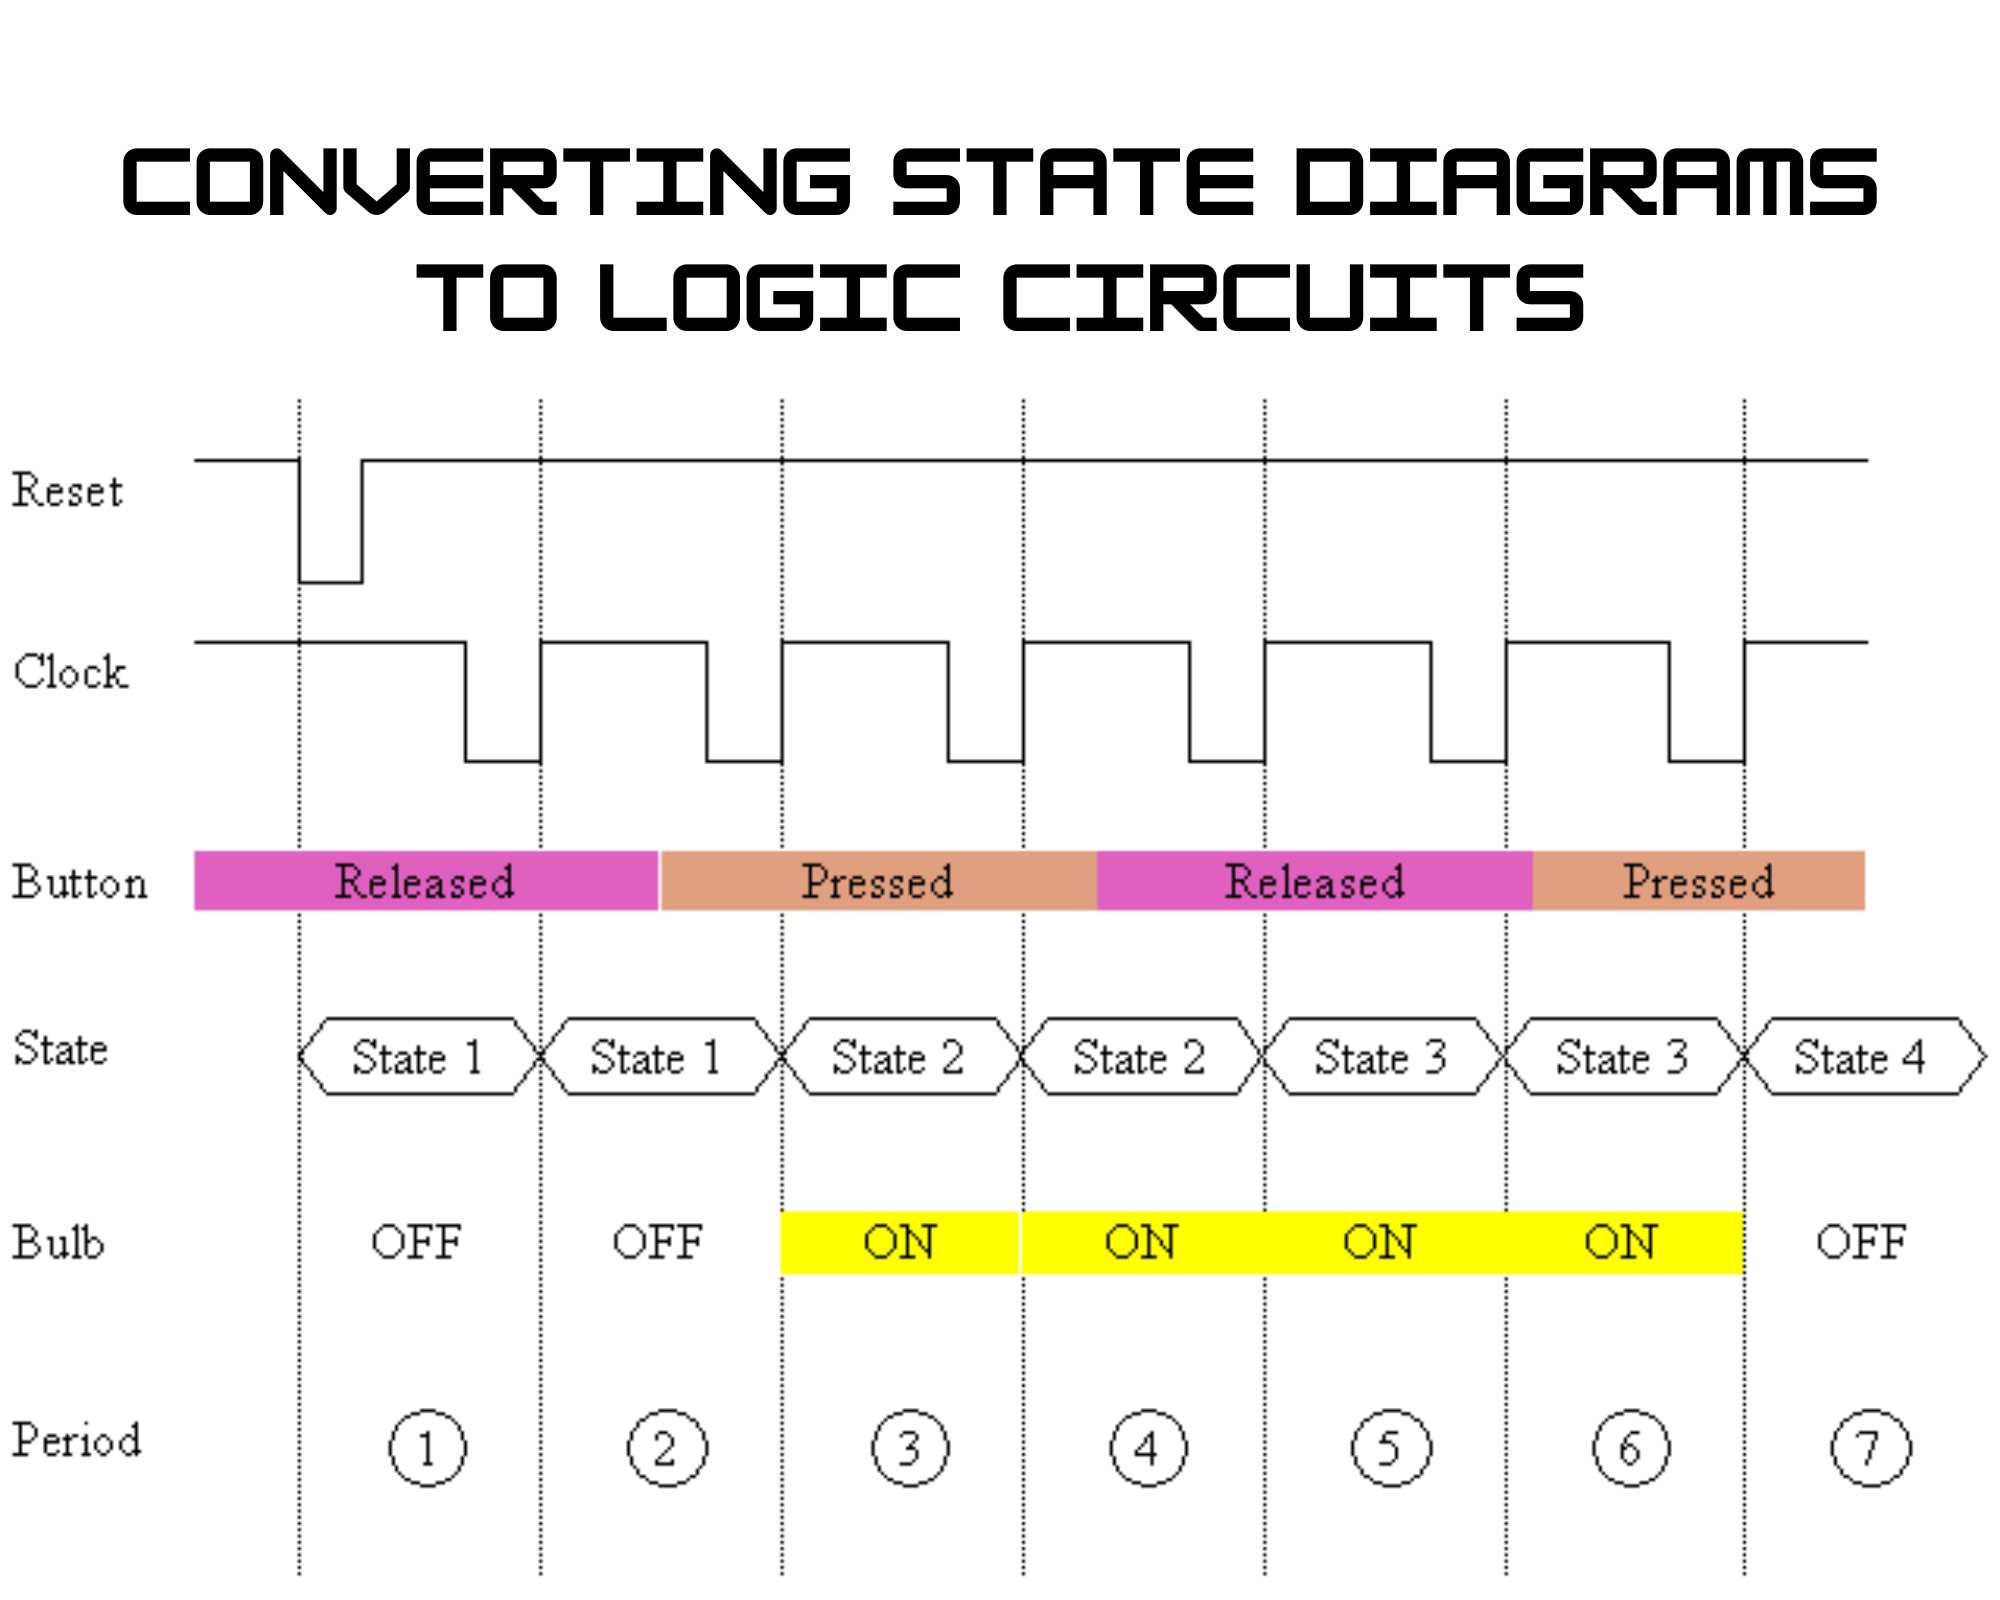 CONVERTING STATE DIAGRAMS
TO LOGIC CIRCUITS
Reset
Clock
Button Released Pressed Released Pressed
State State 1 State 1 State 2 State 2 State 3 State 3 State 4
Bulb OFF OFF ON ON ON ON OFF
Period 1 2 3 4 5 6 7